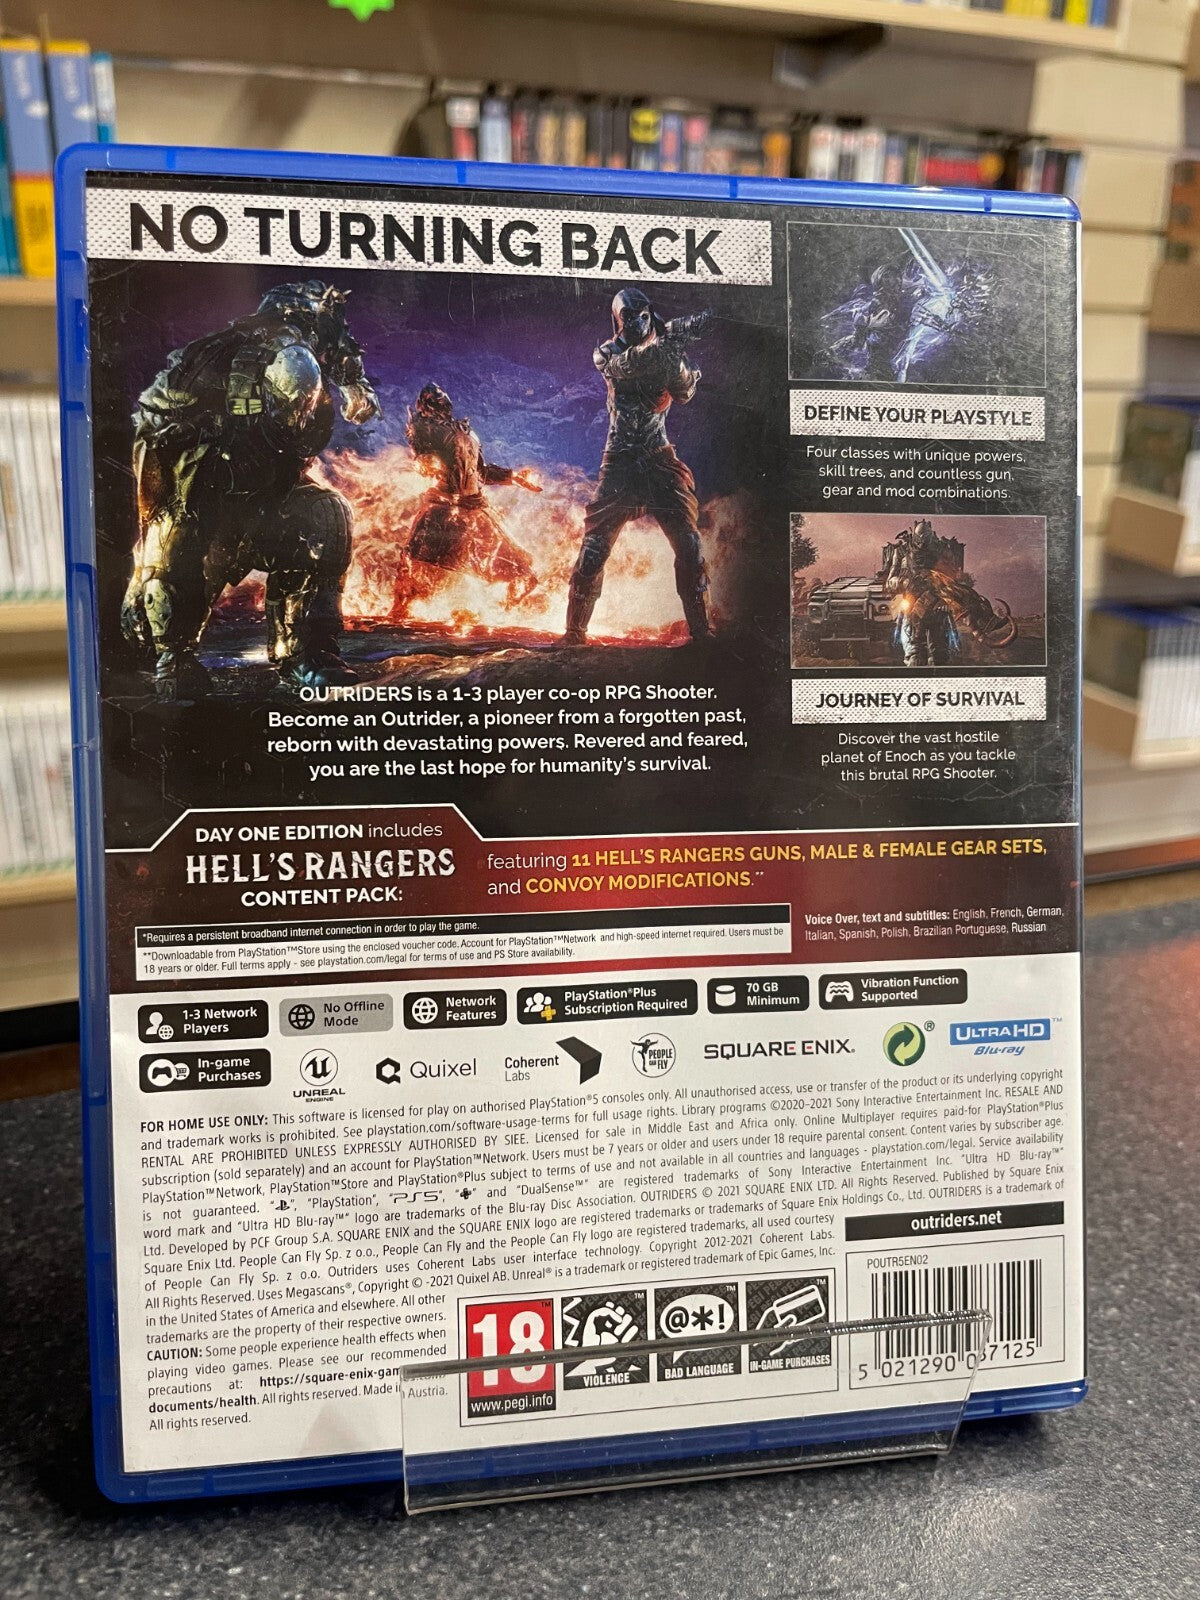 NO TURNING BACK
DEFINE YOUR PLAYSTYLE
Four classes with unique powers,
skill trees, and countless gun,
gear and mod combinations.
OUTRIDERS is a 1-3 player co-op RPG Shooter.
Become an Outrider, a pioneer from a forgotten past,
reborn with devastating powers. Revered and feared,
you are the last hope for humanity's survival.
JOURNEY OF SURVIVAL
Discover the vast hostile
planet of Enoch as you tackle
this brutal RPG Shooter.
DAY ONE EDITION includes
HELL'S RANGERS
CONTENT PACK:
featuring 11 HELL'S RANGERS GUNS, MALE & FEMALE GEAR SETS,
and CONVOY MODIFICATIONS.**
*Requires a persistent broadband internet connection in order to play the game.
**Downloadable from PlayStation™Store using the enclosed voucher code. Account for PlayStation™Network and high-speed internet required. Users must be
18 years or older. Full terms apply - see playstation.com/legal for terms of use and PS Store availability.
Voice Over, text and subtitles: English, French, German,
Italian, Spanish, Polish, Brazilian Portuguese, Russian
1-3 Network
Players
No Offline
Mode
Network
Features
PlayStation®Plus
Subscription Required
70 GB
Minimum
Vibration Function
Supported
In-game
Purchases
UNREAL
ENGINE
Quixel
Coherent
Labs
PEOPLE
CAN FLY
SQUARE ENIX.
®
ULTRA HD™
Blu-ray
FOR HOME USE ONLY: This software is licensed for play on authorised PlayStation®5 consoles only. All unauthorised access, use or transfer of the product or its underlying copyright
and trademark works is prohibited. See playstation.com/software-usage-terms for full usage rights. Library programs ©2020–2021 Sony Interactive Entertainment Inc. RESALE AND
RENTAL ARE PROHIBITED UNLESS EXPRESSLY AUTHORISED BY SIEE. Licensed for sale in Middle East and Africa only. Online Multiplayer requires paid-for PlayStation®Plus
subscription (sold separately) and an account for PlayStation™Network. Users must be 7 years or older and users under 18 require parental consent. Content varies by subscriber age.
PlayStation™Network, PlayStation™Store and PlayStation®Plus subject to terms of use and not available in all countries and languages - playstation.com/legal. Service availability
is not guaranteed. "", "PlayStation", "PS5", "" and "DualSense™" are registered trademarks of Sony Interactive Entertainment Inc. "Ultra HD Blu-ray™"
word mark and "Ultra HD Blu-ray™" logo are trademarks of the Blu-ray Disc Association. OUTRIDERS © 2021 SQUARE ENIX LTD. All Rights Reserved. Published by Square Enix
Ltd. Developed by PCF Group S.A. SQUARE ENIX and the SQUARE ENIX logo are registered trademarks or trademarks of Square Enix Holdings Co., Ltd. OUTRIDERS is a trademark of
Square Enix Ltd. People Can Fly Sp. z o.o., People Can Fly and the People Can Fly logo are registered trademarks, all used courtesy
of People Can Fly Sp. z o.o. Outriders uses Coherent Labs user interface technology. Copyright 2012-2021 Coherent Labs.
All Rights Reserved. Uses Megascans®, Copyright © -2021 Quixel AB. Unreal® is a trademark or registered trademark of Epic Games, Inc.
in the United States of America and elsewhere. All other
trademarks are the property of their respective owners.
CAUTION: Some people experience health effects when
playing video games. Please see our recommended
precautions at: https://square-enix-gam
documents/health. All rights reserved. Made in Austria.
All rights reserved.
outriders.net
POUTR5EN02
5 021290 087125
18
www.pegi.info
VIOLENCE
@*!
BAD LANGUAGE
IN-GAME PURCHASES